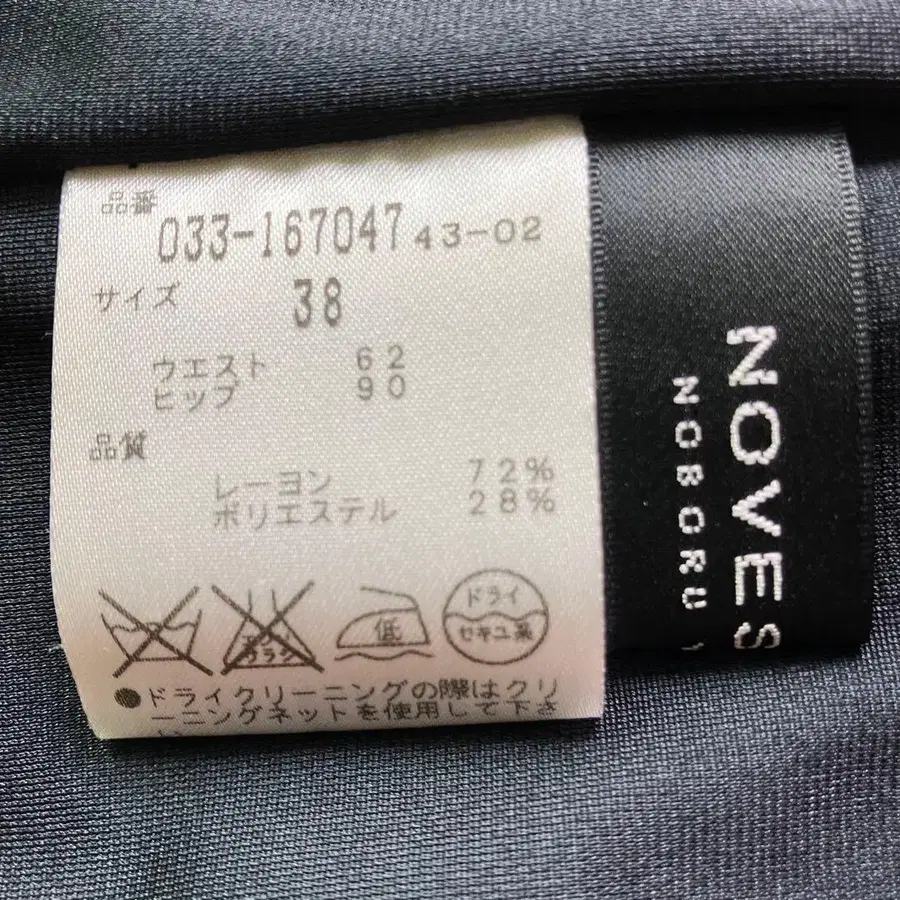 品番
033-167047 43-02
サイズ 38
ウエスト 62
ヒップ 90
品質
レーヨン 72%
ポリエステル 28%
低
ドライ
セキユ系
●ドライクリーニングの際はクリ
ーニングネットを使用して下さ
NOVES
NOBORU